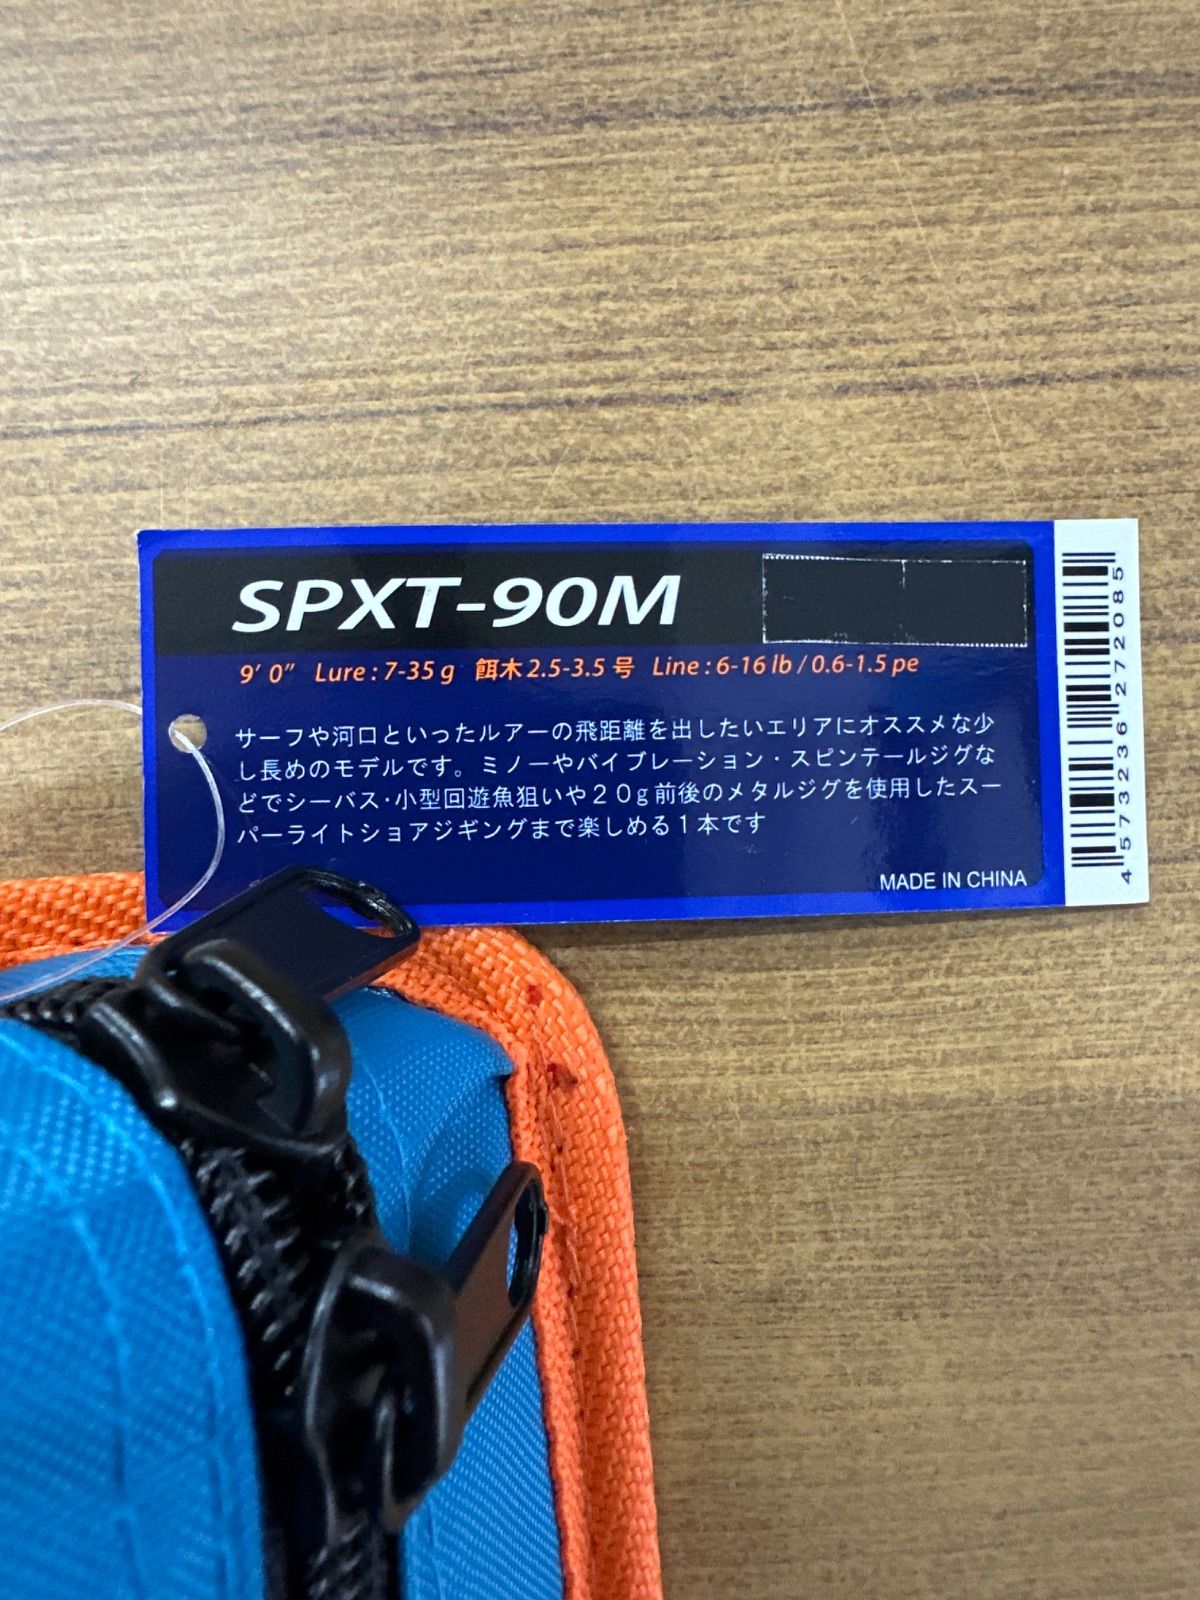 SPXT-90M
9' 0" Lure : 7-35 g 餌木 2.5-3.5 号 Line : 6-16 lb / 0.6-1.5 pe
サーフや河口といったルアーの飛距離を出したいエリアにオススメな少
し長めのモデルです。ミノーやバイブレーション・スピンテールジグな
どでシーバス・小型回遊魚狙いや２０g前後のメタルジグを使用したスー
パーライトショアジギングまで楽しめる１本です
MADE IN CHINA
4573236272085